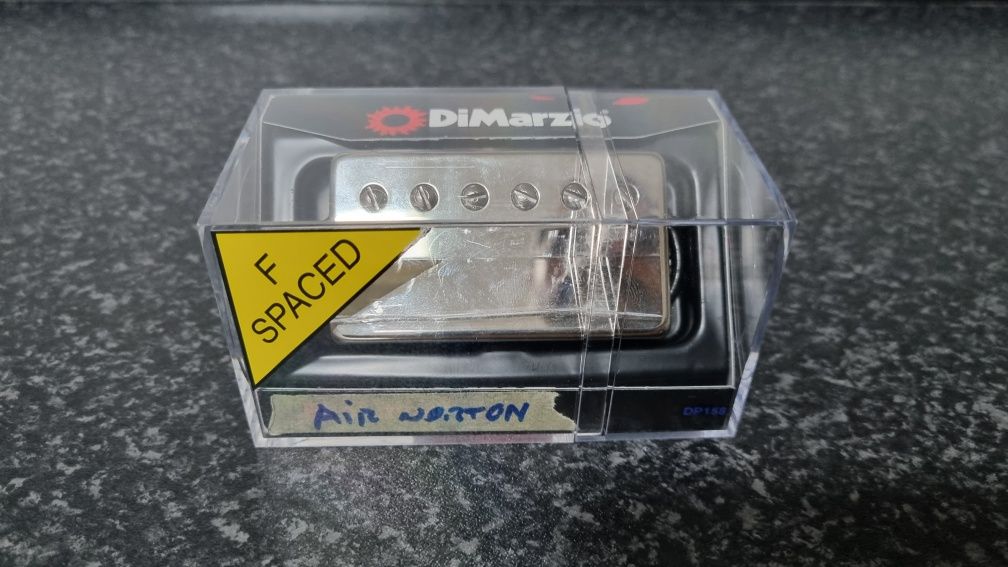 DiMarzio
F
SPACED
AIR NORTON
DP158